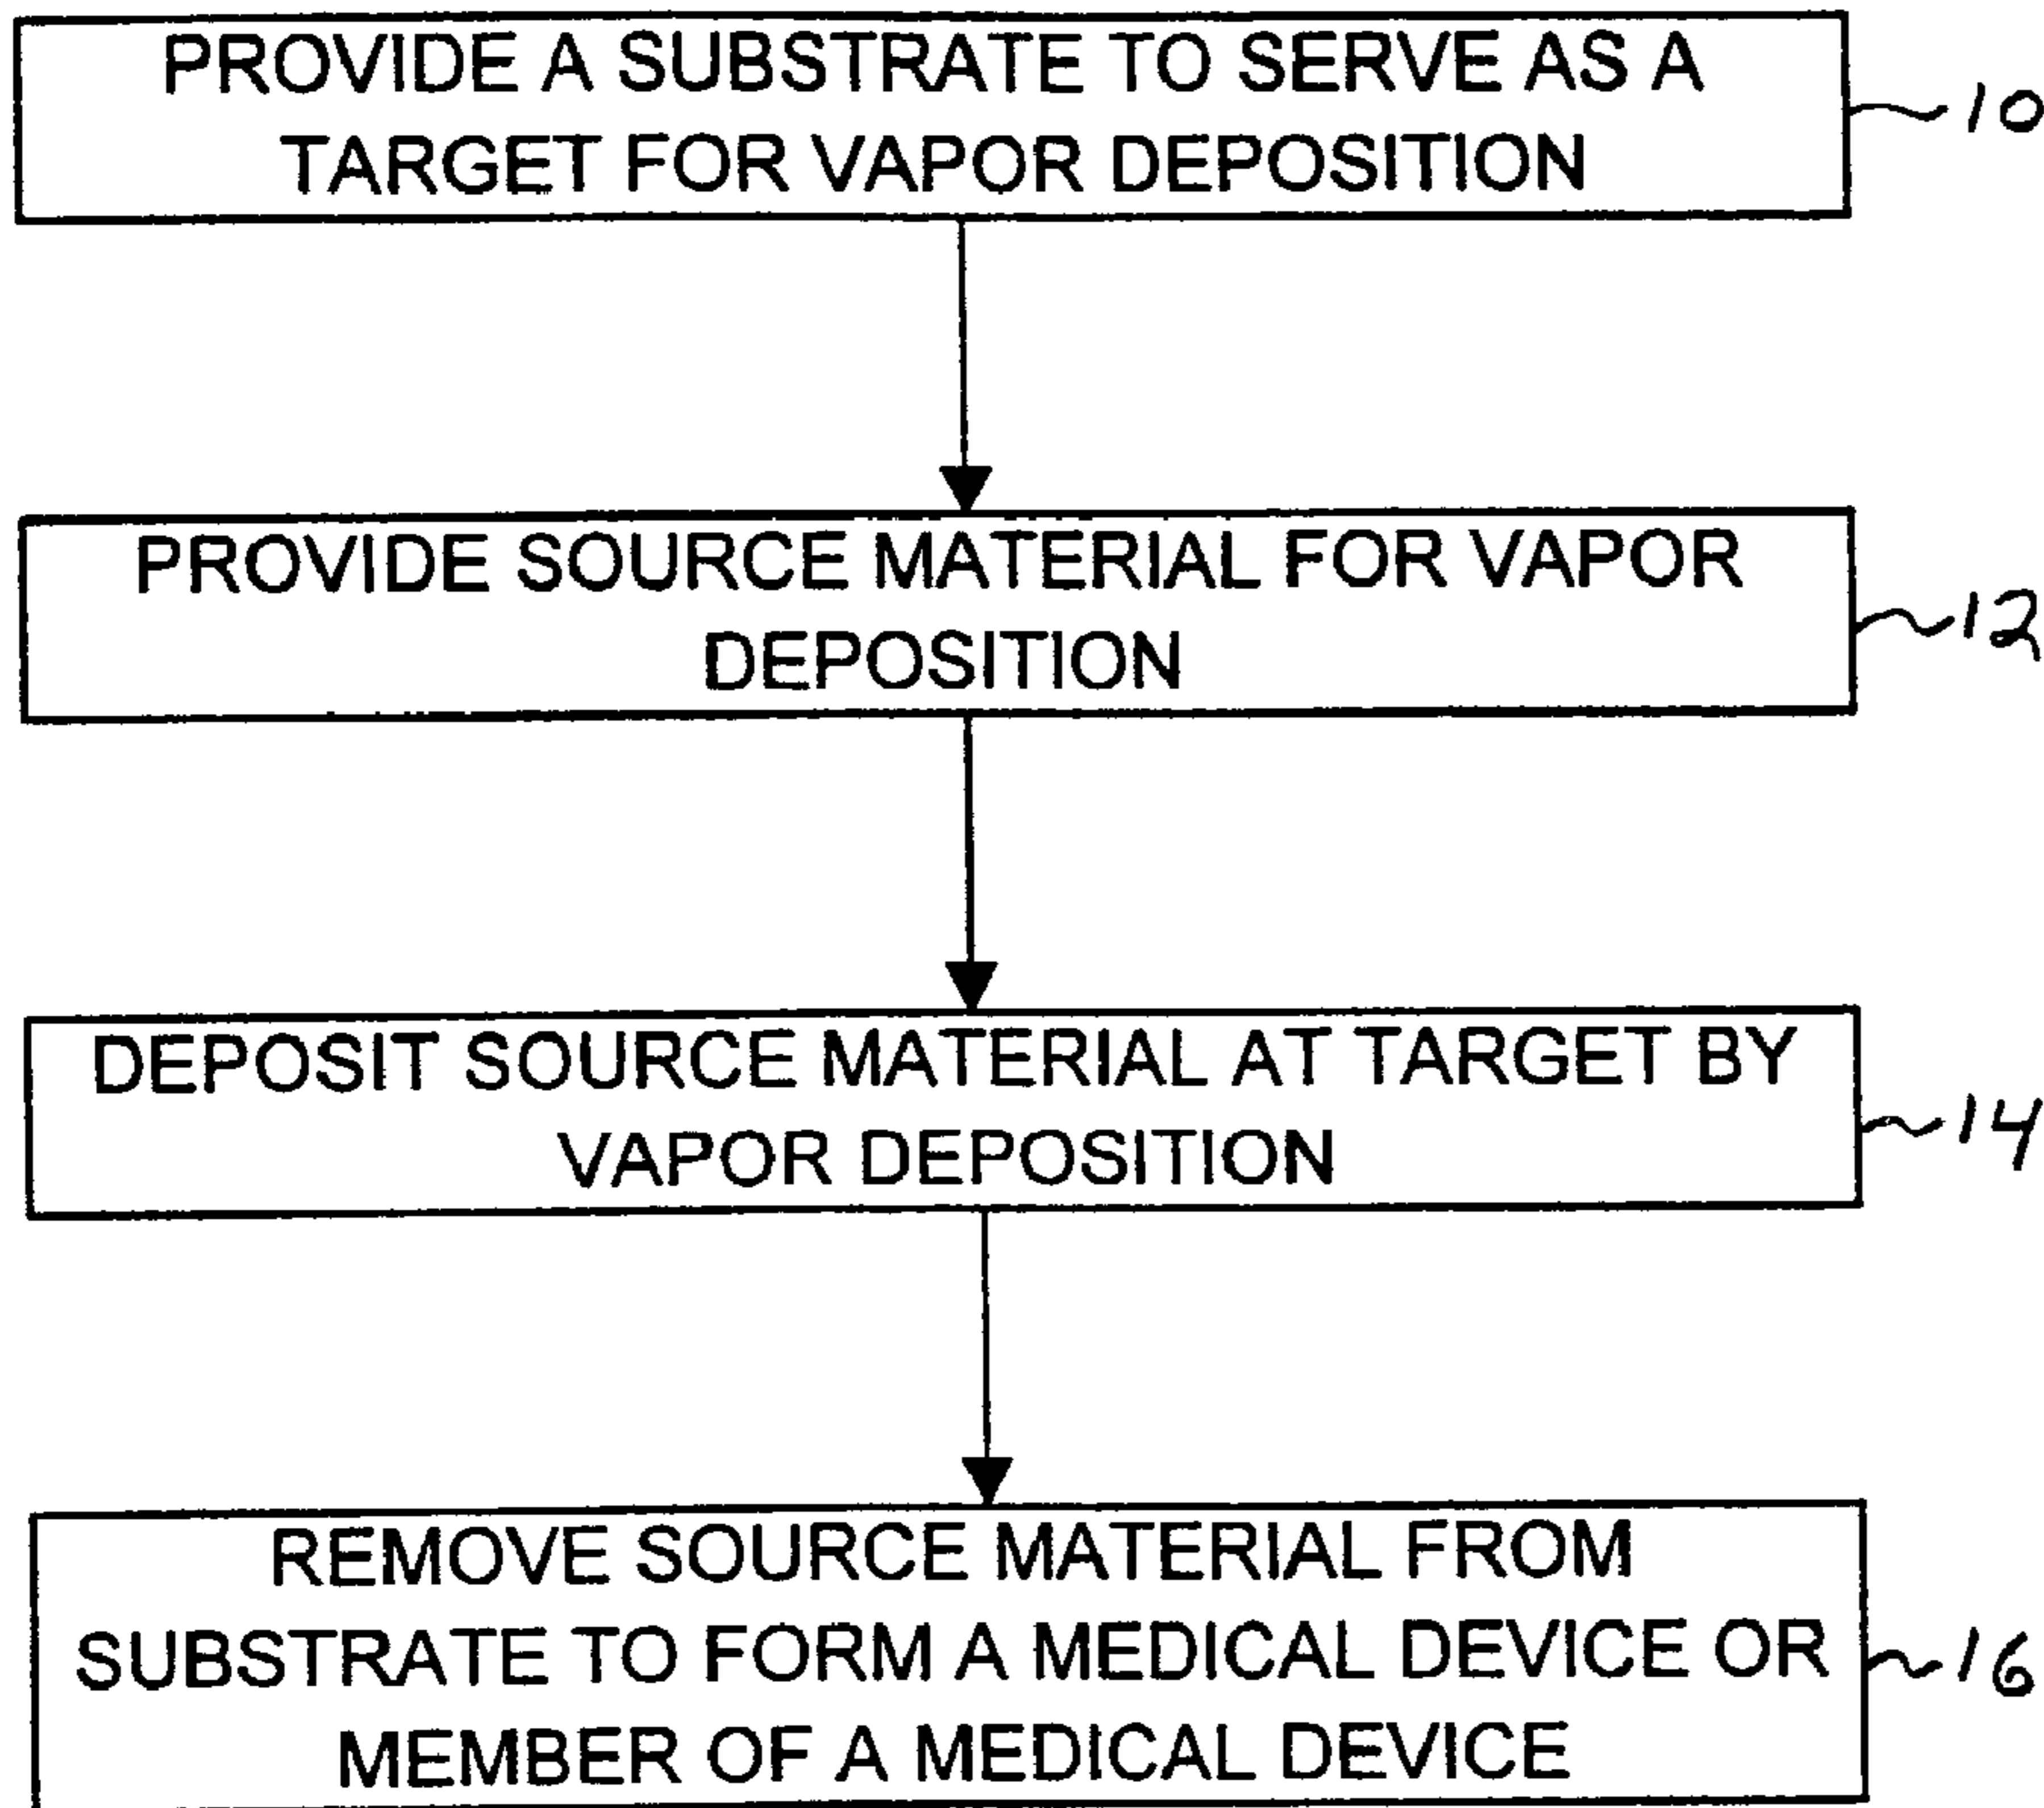 PROVIDE A SUBSTRATE TO SERVE AS A
TARGET FOR VAPOR DEPOSITION
10
PROVIDE SOURCE MATERIAL FOR VAPOR
DEPOSITION
12
DEPOSIT SOURCE MATERIAL AT TARGET BY
VAPOR DEPOSITION
14
REMOVE SOURCE MATERIAL FROM
SUBSTRATE TO FORM A MEDICAL DEVICE OR
MEMBER OF A MEDICAL DEVICE
16